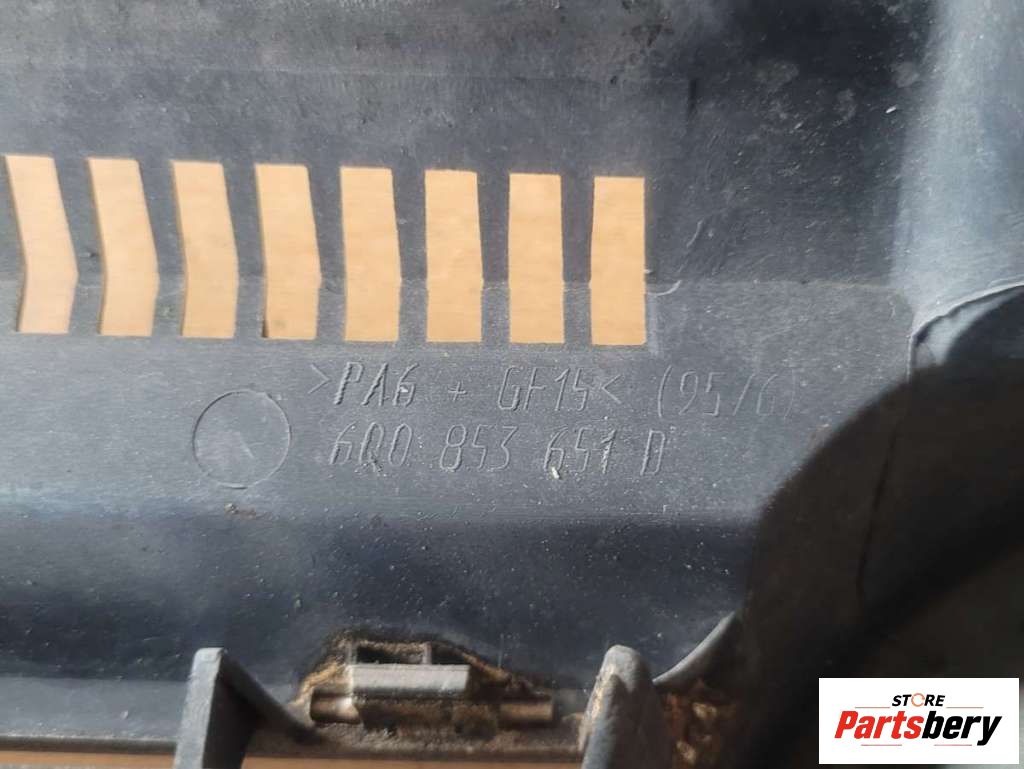 >PA6 + GF15< (95/6)
6Q0 853 651 D
STORE
Partsbery